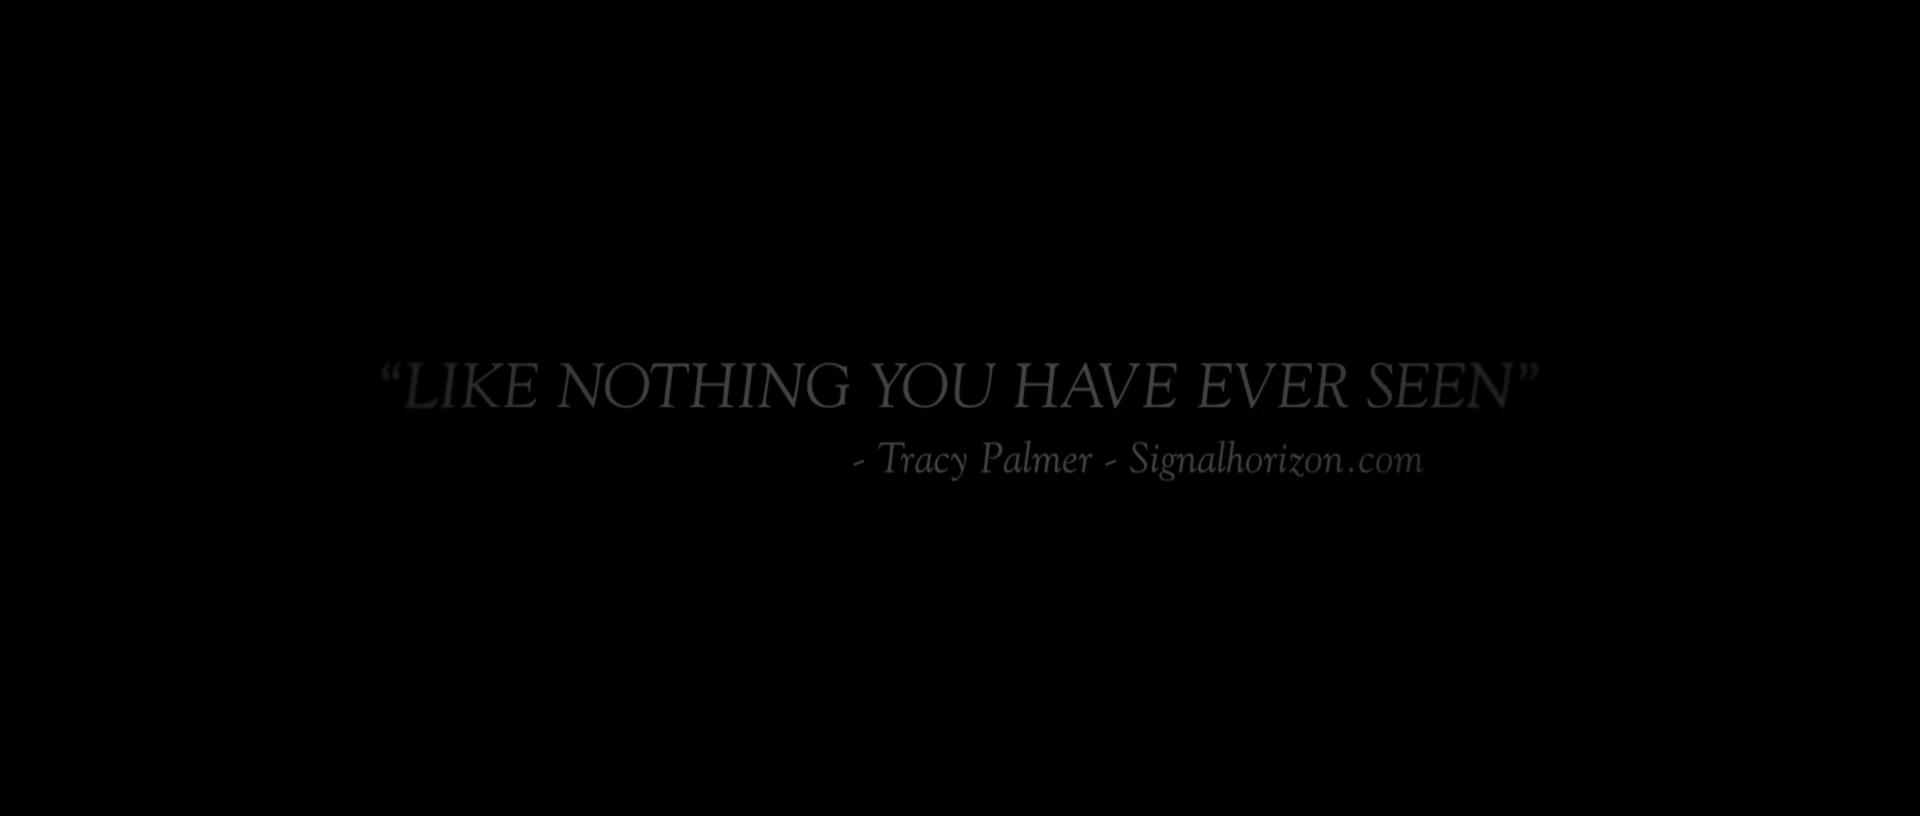 “LIKE NOTHING YOU HAVE EVER SEEN”
- Tracy Palmer - Signalhorizon.com